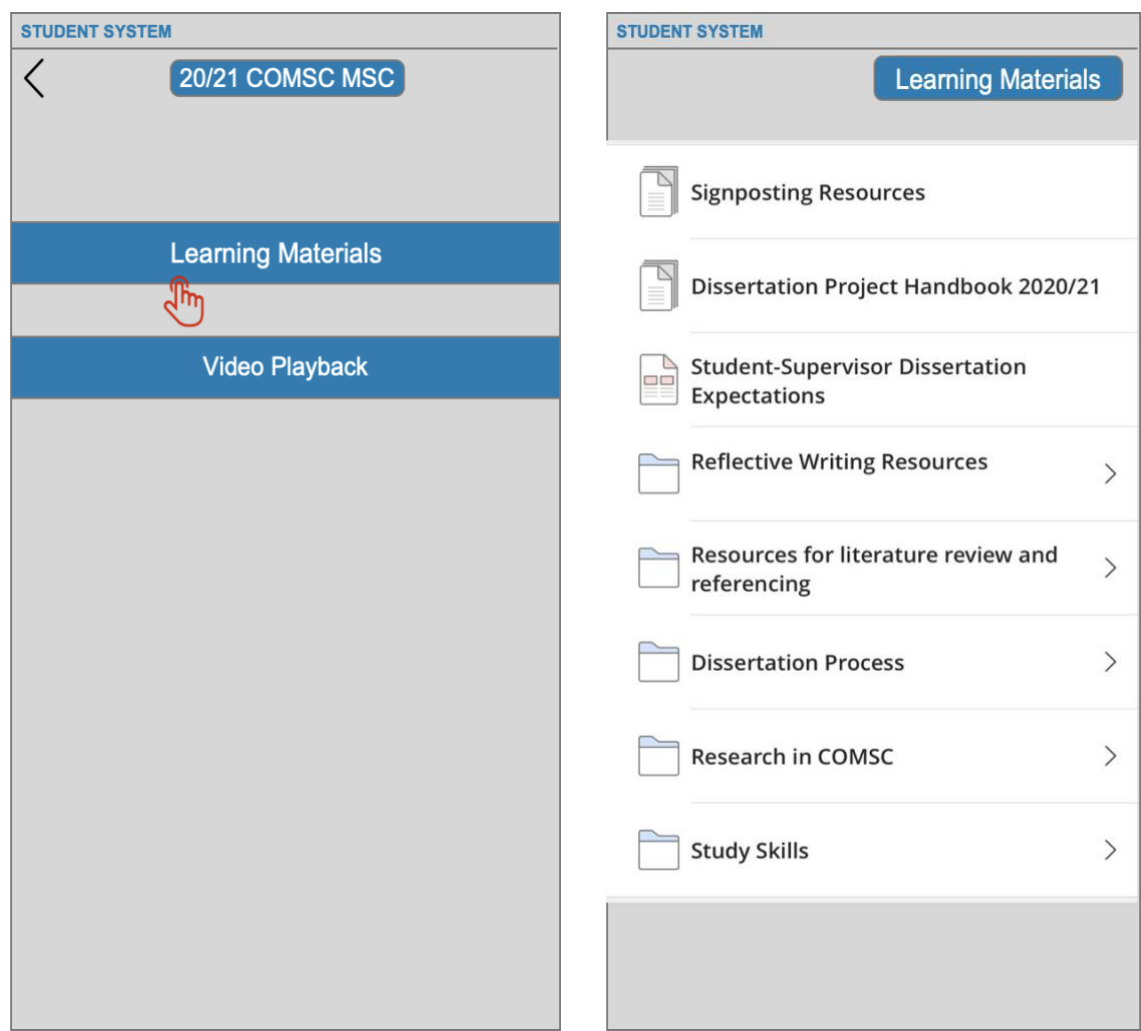 STUDENT SYSTEM
20/21 COMSC MSC
Learning Materials
Video Playback
STUDENT SYSTEM
Learning Materials
Signposting Resources
Dissertation Project Handbook 2020/21
Student-Supervisor Dissertation
Expectations
Reflective Writing Resources
Resources for literature review and
referencing
Dissertation Process
Research in COMSC
Study Skills